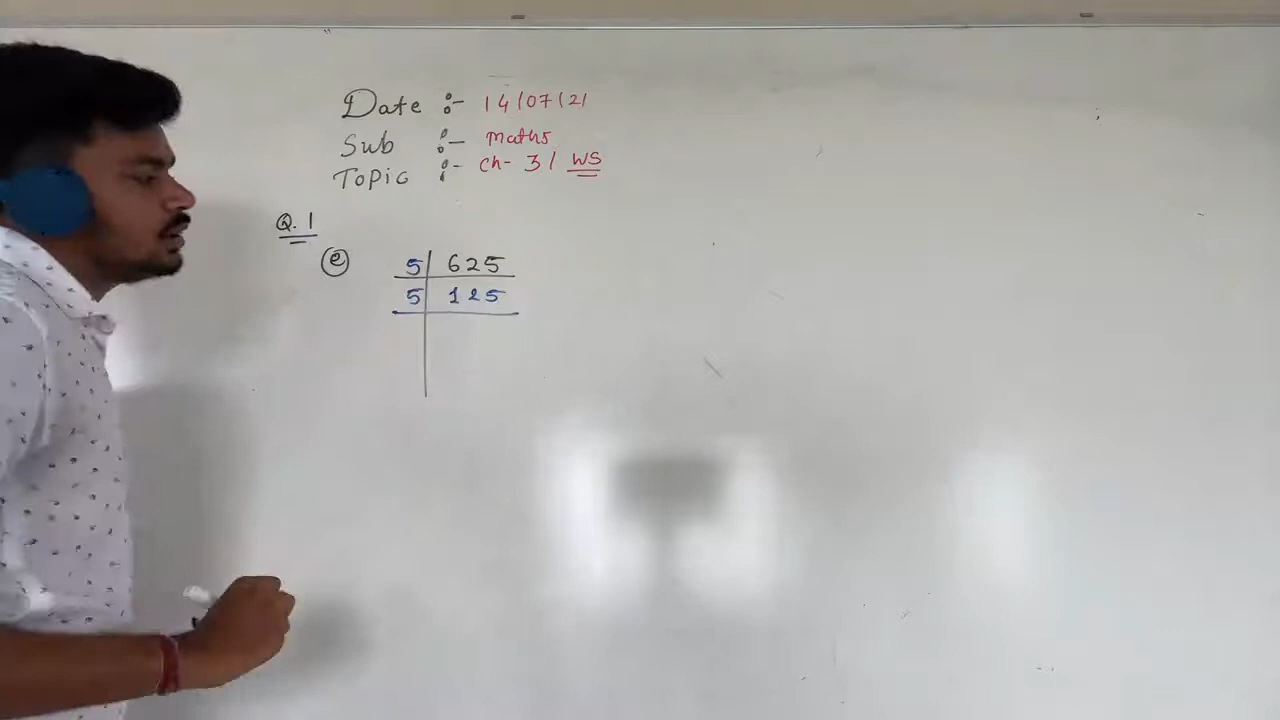 Date :- 14/07/21
Sub :- Maths
Topic :- Ch- 3/ WS
Q.1
e 5 | 625
5 | 125